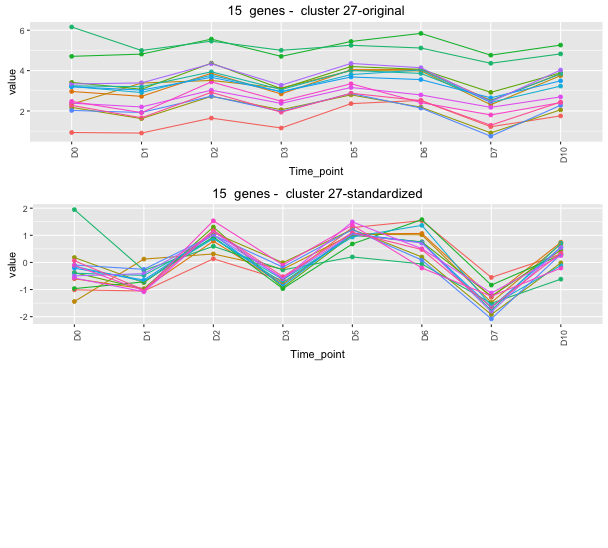 15 genes - cluster 27-original
6
4
2
value
D0 D1 D2 D3 D5 D6 D7 D10
Time_point
15 genes - cluster 27-standardized
2
1
0
-1
-2
value
D0 D1 D2 D3 D5 D6 D7 D10
Time_point